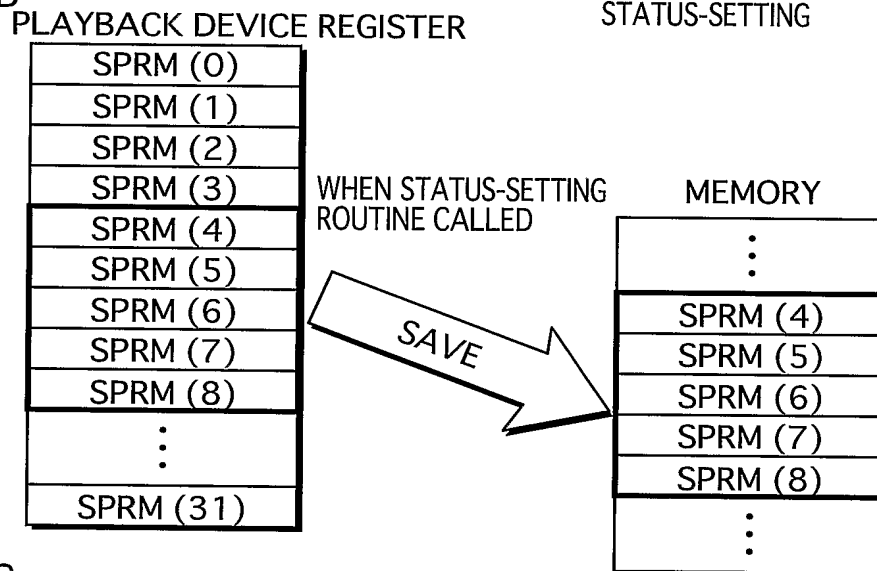 PLAYBACK DEVICE REGISTER
STATUS-SETTING
SPRM (0)
SPRM (1)
SPRM (2)
SPRM (3)
SPRM (4)
SPRM (5)
SPRM (6)
SPRM (7)
SPRM (8)
⋮
SPRM (31)
WHEN STATUS-SETTING
ROUTINE CALLED
SAVE
MEMORY
⋮
SPRM (4)
SPRM (5)
SPRM (6)
SPRM (7)
SPRM (8)
⋮